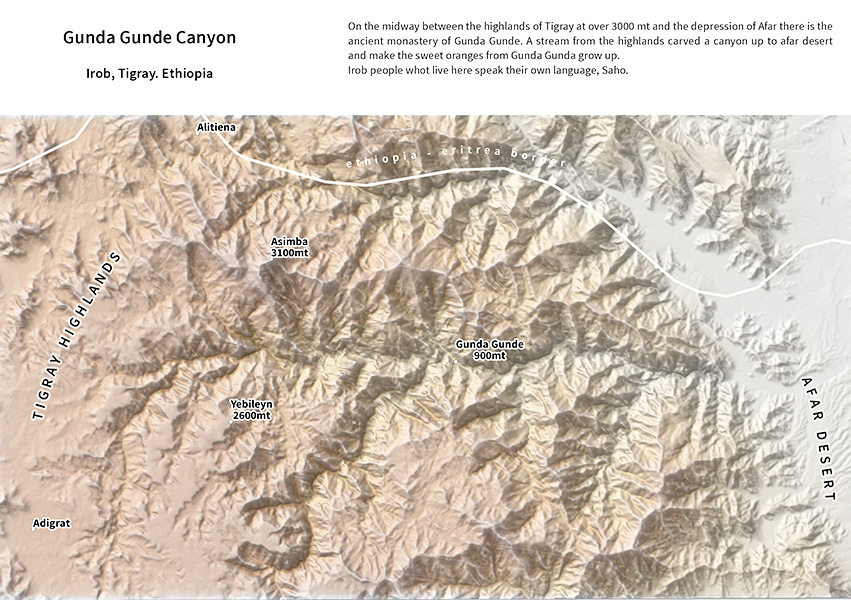 Gunda Gunde Canyon
Irob, Tigray. Ethiopia
On the midway between the highlands of Tigray at over 3000 mt and the depression of Afar there is the
ancient monastery of Gunda Gunde. A stream from the highlands carved a canyon up to afar desert
and make the sweet oranges from Gunda Gunda grow up.
Irob people whot live here speak their own language, Saho.
Alitiena
ethiopia - eritrea border
Asimba
3100mt
TIGRAY HIGHLANDS
Gunda Gunde
900mt
Yebileyn
2600mt
AFAR DESERT
Adigrat